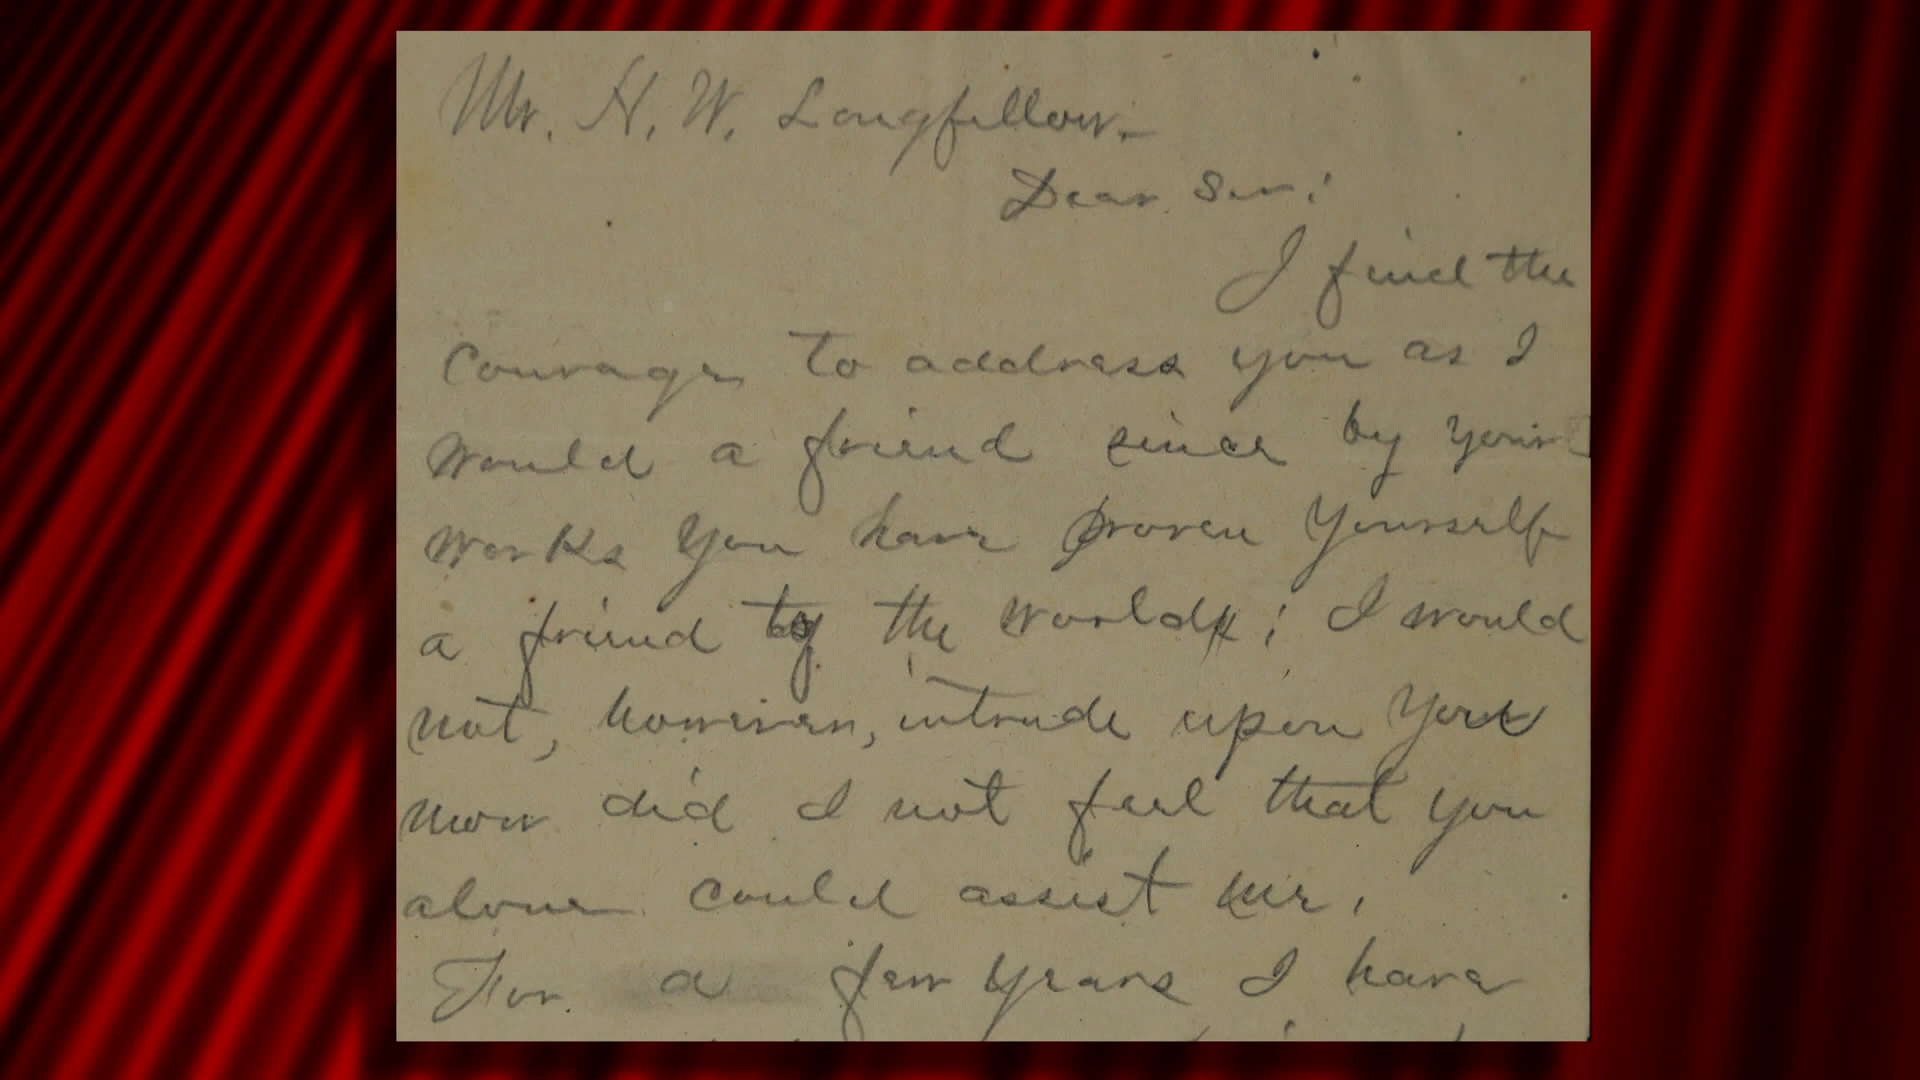 Mr. H. W. Longfellow.
Dear Sir:
I find the
courage to address you as I
would a friend since by your
works you have proven yourself
a friend to the world; I would
not, however, intrude upon you
now did I not feel that you
alone could assist me.
For a few years I have